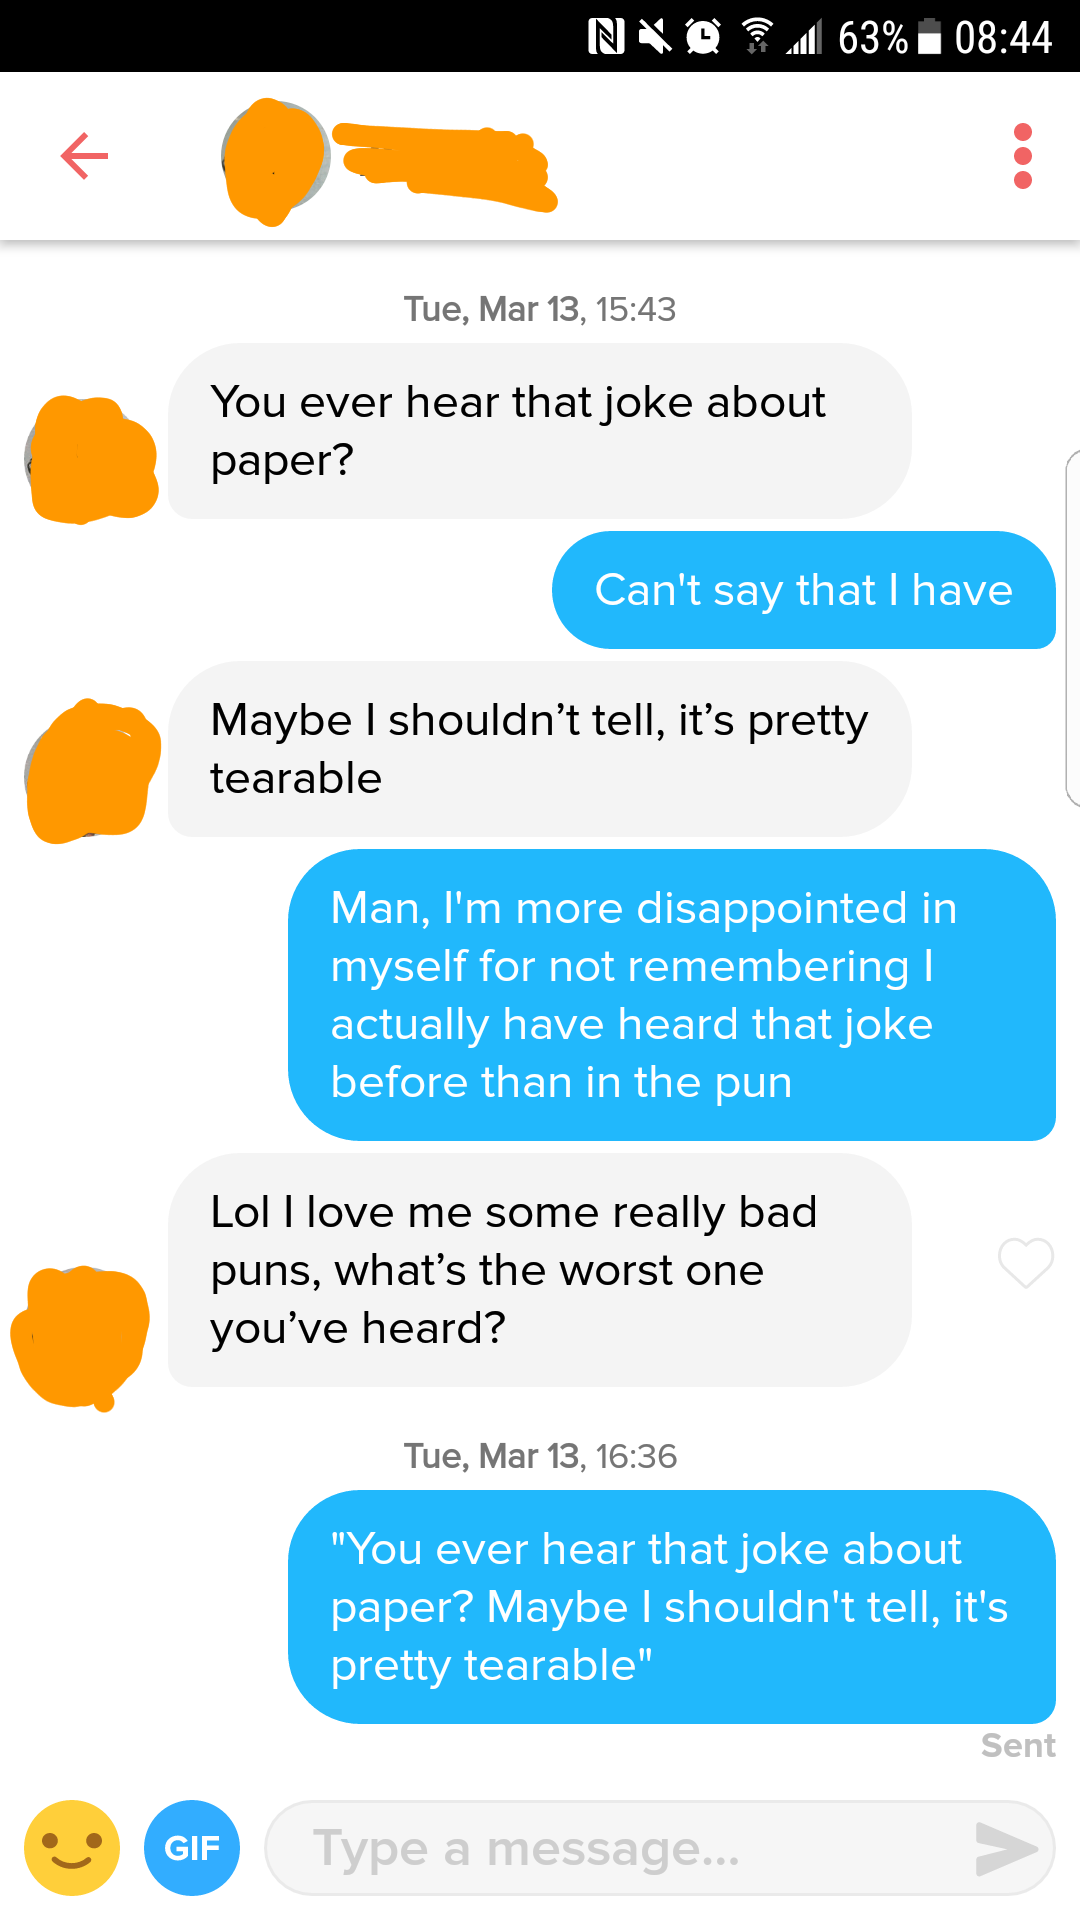 63% 08:44
Tue, Mar 13, 15:43
You ever hear that joke about
paper?
Can't say that I have
Maybe I shouldn’t tell, it’s pretty
tearable
Man, I'm more disappointed in
myself for not remembering I
actually have heard that joke
before than in the pun
Lol I love me some really bad
puns, what’s the worst one
you’ve heard?
Tue, Mar 13, 16:36
"You ever hear that joke about
paper? Maybe I shouldn't tell, it's
pretty tearable"
Sent
GIF Type a message...